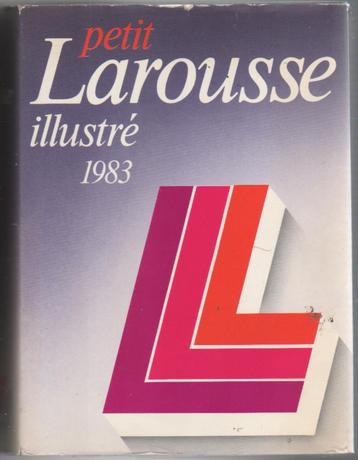 petit
Larousse
illustré
1983
L